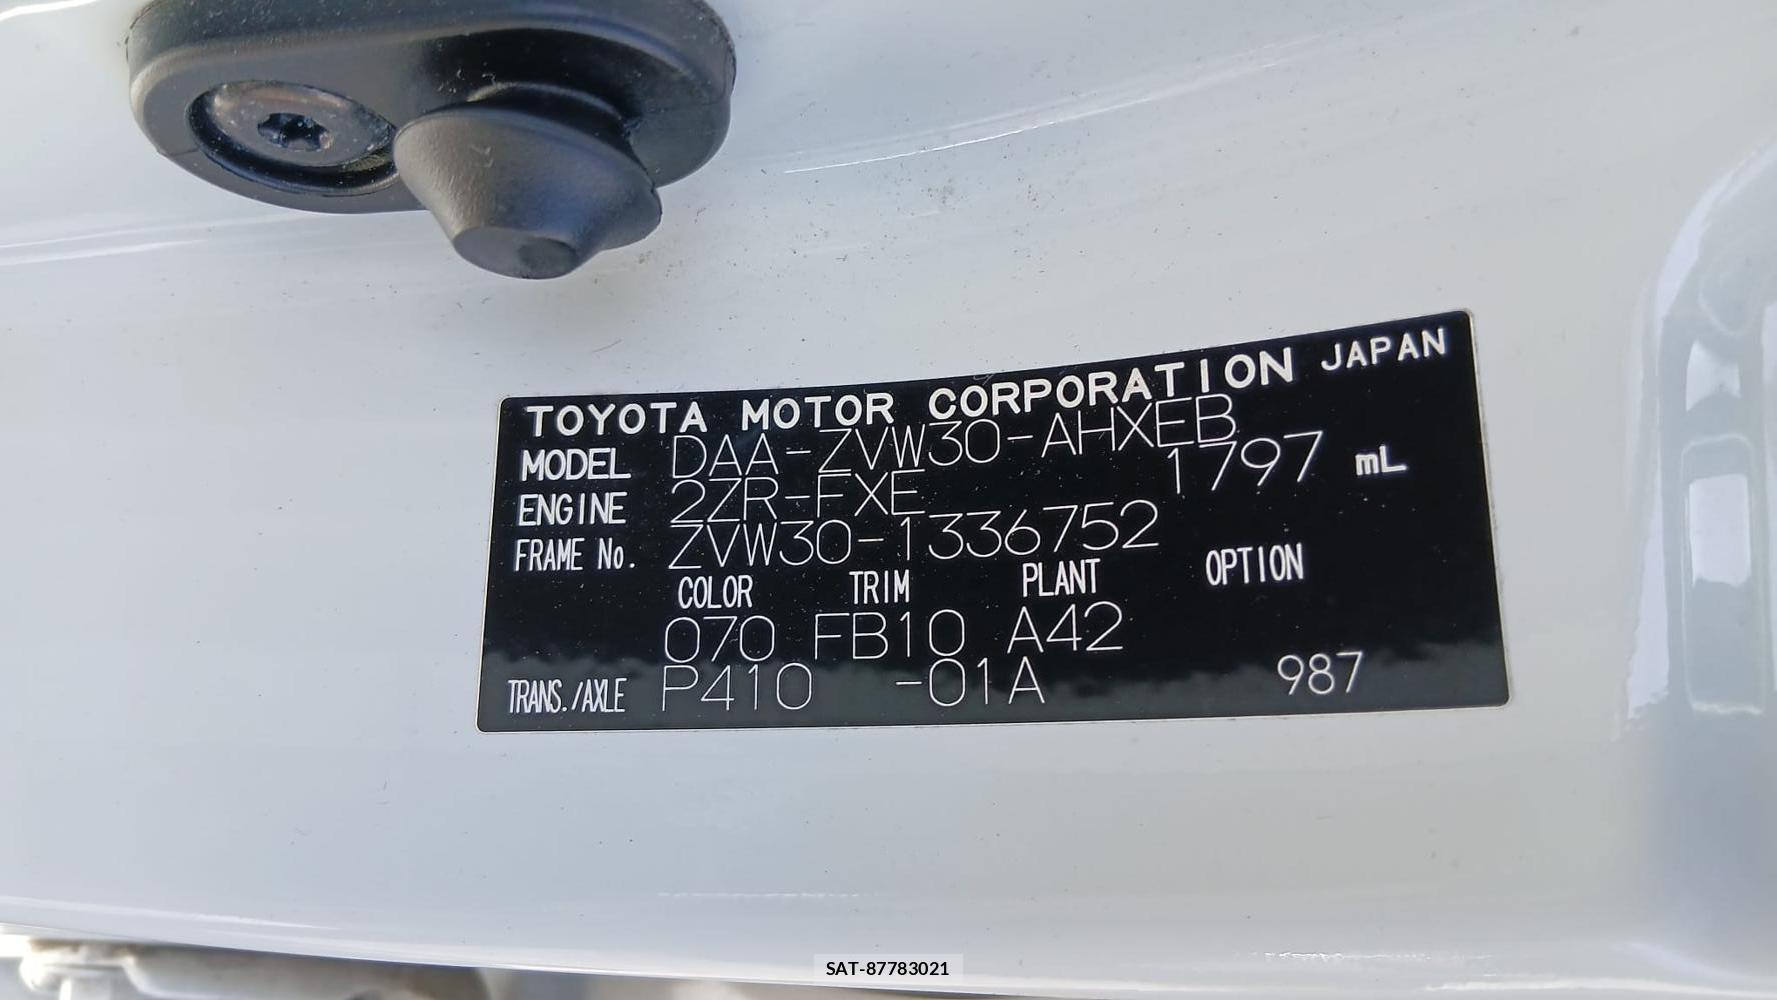 TOYOTA MOTOR CORPORATION JAPAN
MODEL DAA-ZVW30-AHXEB
ENGINE 2ZR-FXE 1797 mL
FRAME No. ZVW30-1336752
COLOR TRIM PLANT OPTION
070 FB10 A42
TRANS./AXLE P410 -01A 987
SAT-87783021